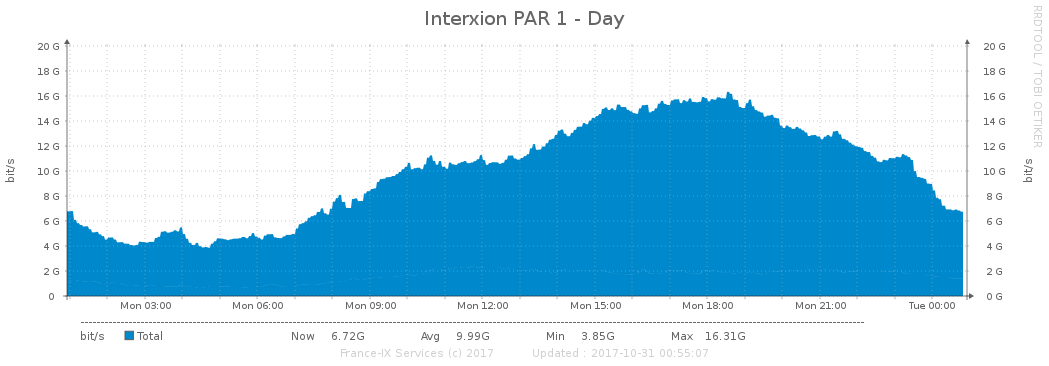 Interxion PAR 1 - Day
RRDTOOL / TOBI OETIKER
20 G 20 G
18 G 18 G
16 G 16 G
14 G 14 G
12 G 12 G
10 G 10 G
8 G 8 G
6 G 6 G
4 G 4 G
2 G 2 G
0 0 G
bit/s
bit/s
Mon 03:00 Mon 06:00 Mon 09:00 Mon 12:00 Mon 15:00 Mon 18:00 Mon 21:00 Tue 00:00
bit/s Total Now 6.72G Avg 9.99G Min 3.85G Max 16.31G
France-IX Services (c) 2017 Updated : 2017-10-31 00:55:07